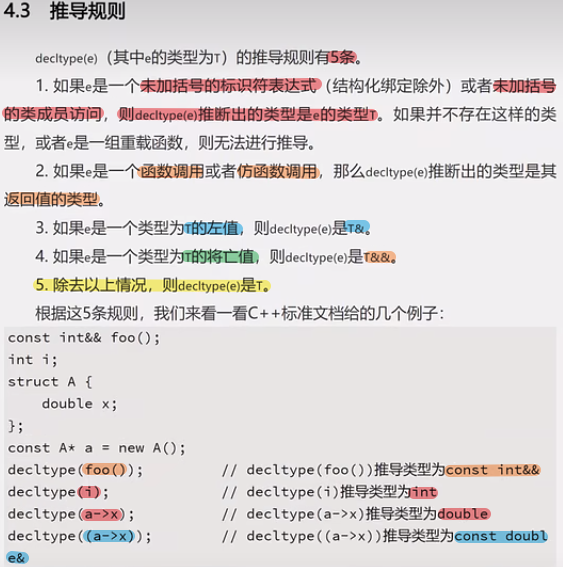 4.3 推导规则
decltype(e)（其中e的类型为T）的推导规则有5条。
1. 如果e是一个未加括号的标识符表达式（结构化绑定除外）或者未加括号
的类成员访问，则decltype(e)推断出的类型是e的类型T。如果并不存在这样的类
型，或者e是一组重载函数，则无法进行推导。
2. 如果e是一个函数调用或者仿函数调用，那么decltype(e)推断出的类型是其
返回值的类型。
3. 如果e是一个类型为T的左值，则decltype(e)是T&。
4. 如果e是一个类型为T的将亡值，则decltype(e)是T&&。
5. 除去以上情况，则decltype(e)是T。
根据这5条规则，我们来看一看C++标准文档给的几个例子：
const int&& foo();
int i;
struct A {
    double x;
};
const A* a = new A();
decltype(foo()); // decltype(foo())推导类型为const int&&
decltype(i); // decltype(i)推导类型为int
decltype(a->x); // decltype(a->x)推导类型为double
decltype((a->x)); // decltype((a->x))推导类型为const doubl
e&